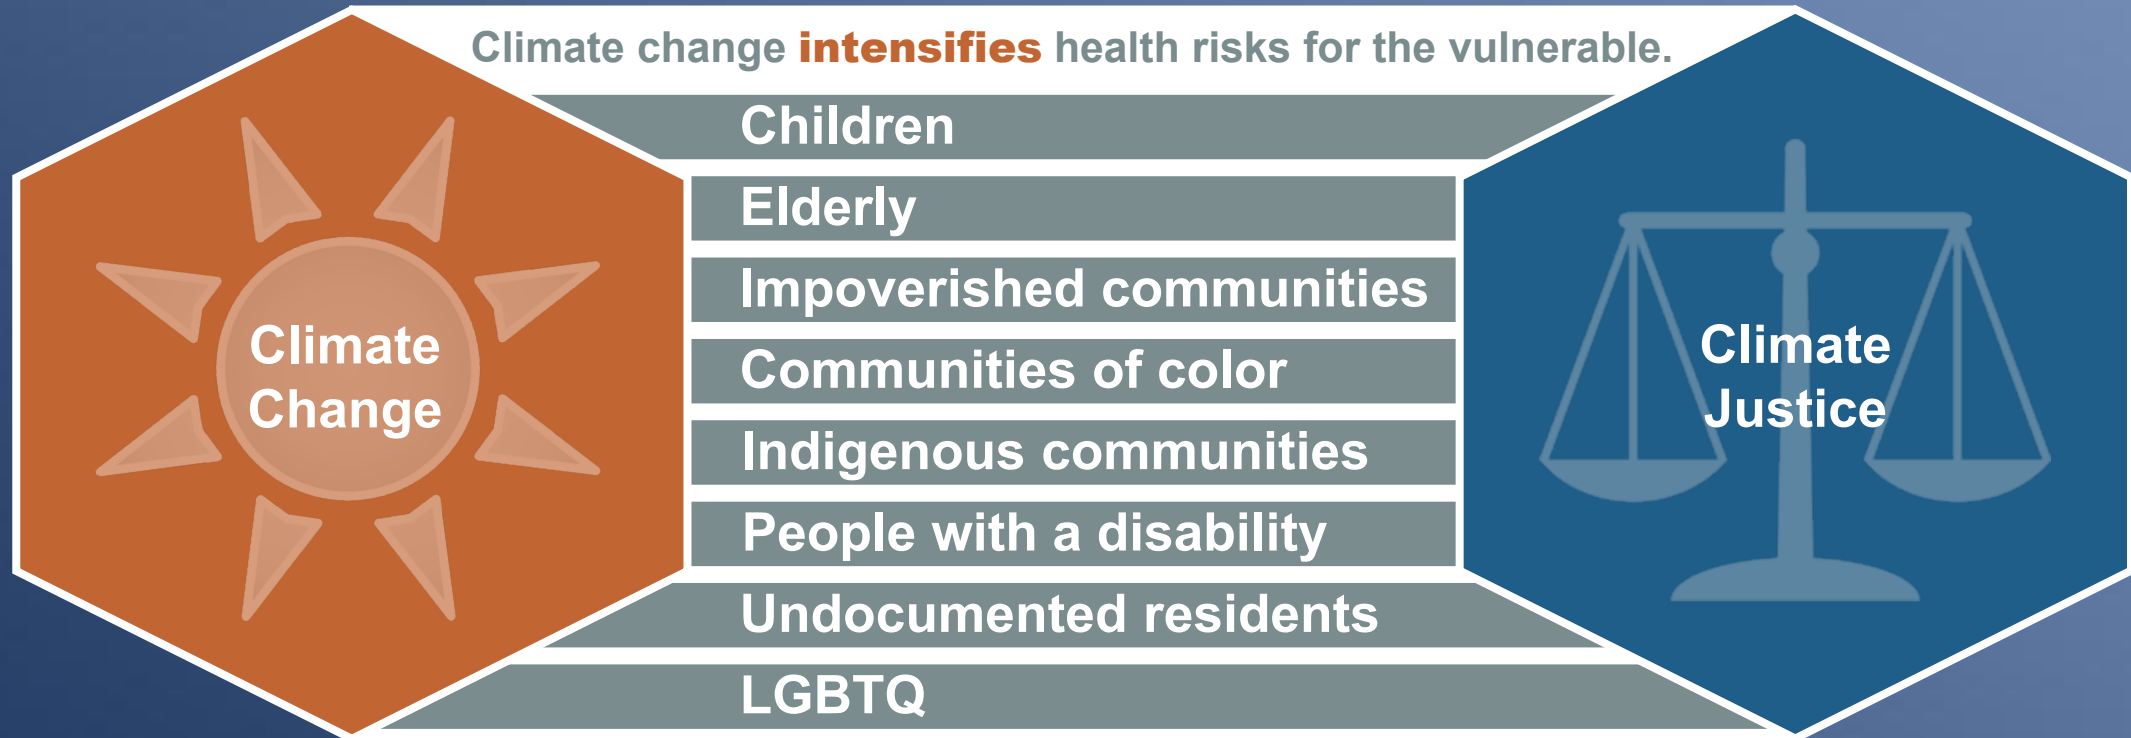 Climate change intensifies health risks for the vulnerable.
Climate
Change
Children
Elderly
Impoverished communities
Communities of color
Indigenous communities
People with a disability
Undocumented residents
LGBTQ
Climate
Justice